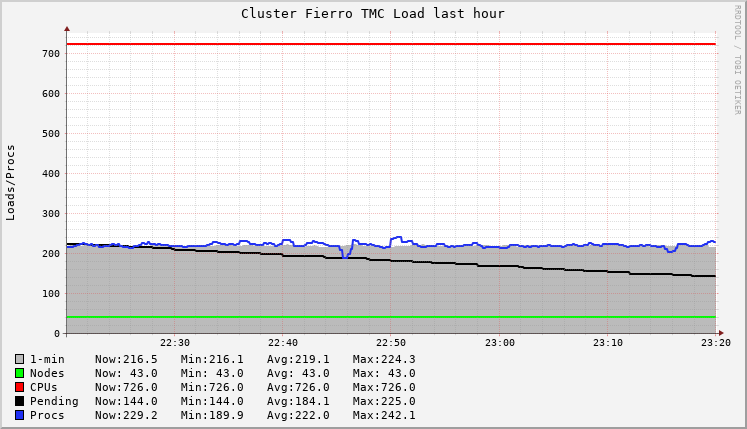 Cluster Fierro TMC Load last hour
RRDTOOL / TOBI OETIKER
Loads/Procs
700
600
500
400
300
200
100
0
22:30 22:40 22:50 23:00 23:10 23:20
1-min Now:216.5 Min:216.1 Avg:219.1 Max:224.3
Nodes Now: 43.0 Min: 43.0 Avg: 43.0 Max: 43.0
CPUs Now:726.0 Min:726.0 Avg:726.0 Max:726.0
Pending Now:144.0 Min:144.0 Avg:184.1 Max:225.0
Procs Now:229.2 Min:189.9 Avg:222.0 Max:242.1